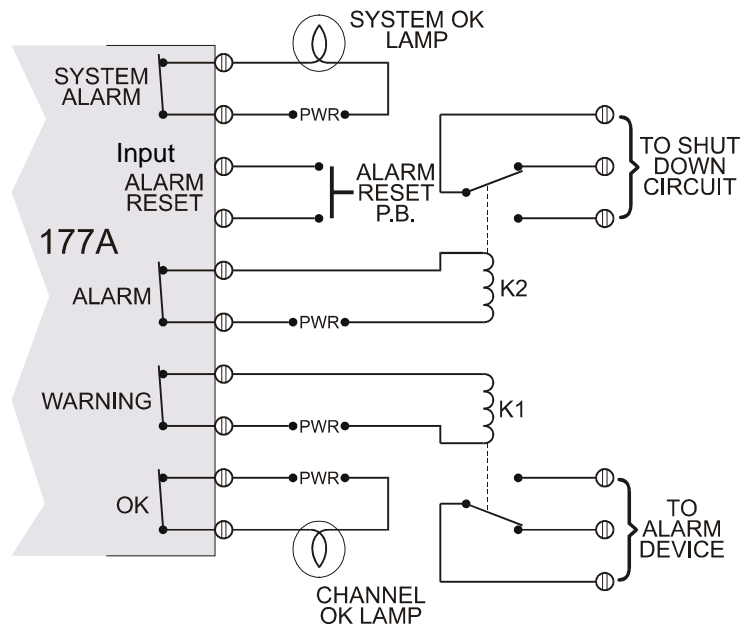 SYSTEM OK
LAMP
SYSTEM
ALARM
PWR
Input
ALARM
RESET
ALARM
RESET
P.B.
TO SHUT
DOWN
CIRCUIT
177A
ALARM
K2
PWR
WARNING
K1
PWR
PWR
OK
TO
ALARM
DEVICE
CHANNEL
OK LAMP